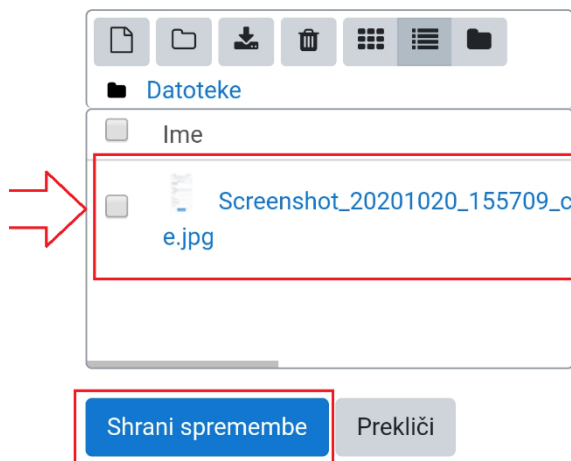 Datoteke
Ime
Screenshot_20201020_155709_c
e.jpg
Shrani spremembe
Prekliči